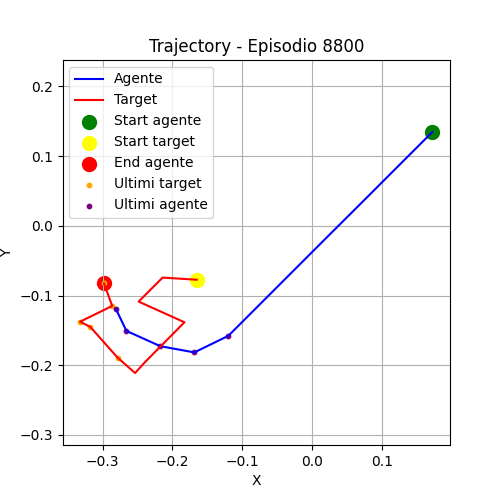 Trajectory - Episodio 8800
Agente
Target
Start agente
Start target
End agente
Ultimi target
Ultimi agente
0.2
0.1
0.0
−0.1
−0.2
−0.3
Y
−0.3 −0.2 −0.1 0.0 0.1
X